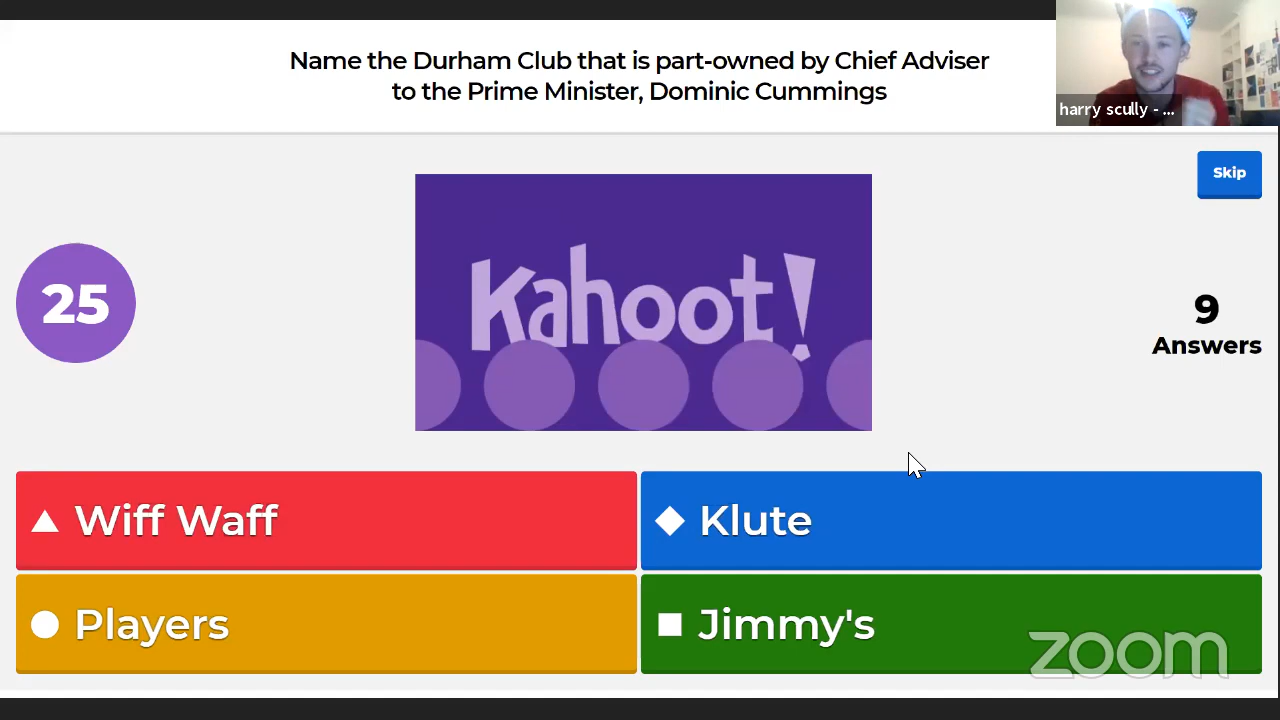 Name the Durham Club that is part-owned by Chief Adviser
to the Prime Minister, Dominic Cummings
harry scully - ...
Skip
25
Kahoot!
9
Answers
Wiff Waff
Klute
Players
Jimmy's
zoom